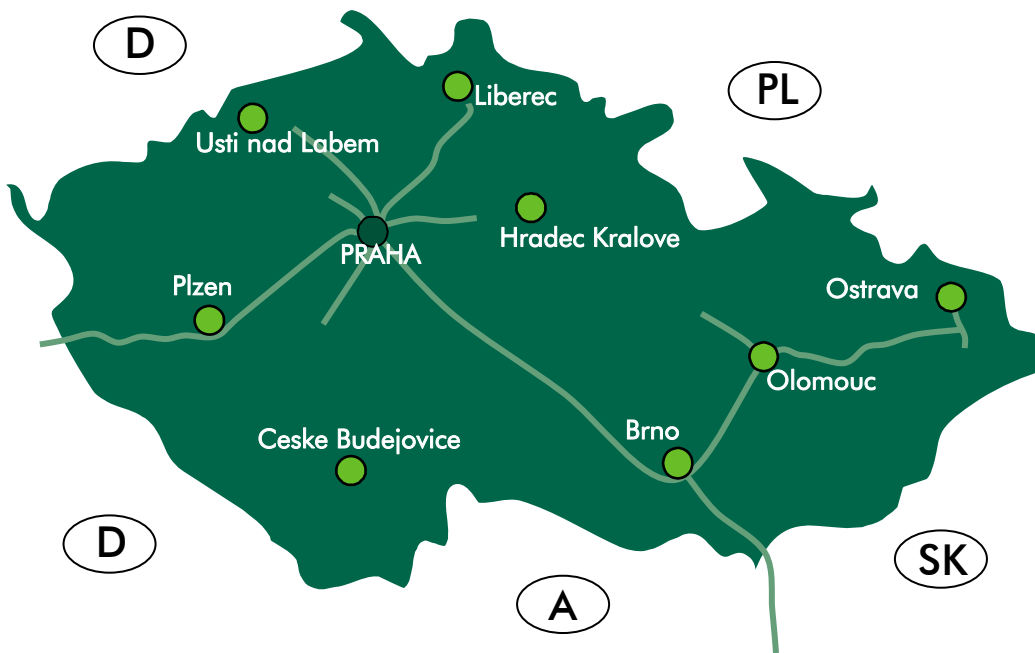 D
PL
Liberec
Usti nad Labem
Hradec Kralove
PRAHA
Plzen
Ostrava
Olomouc
Brno
Ceske Budejovice
D
SK
A